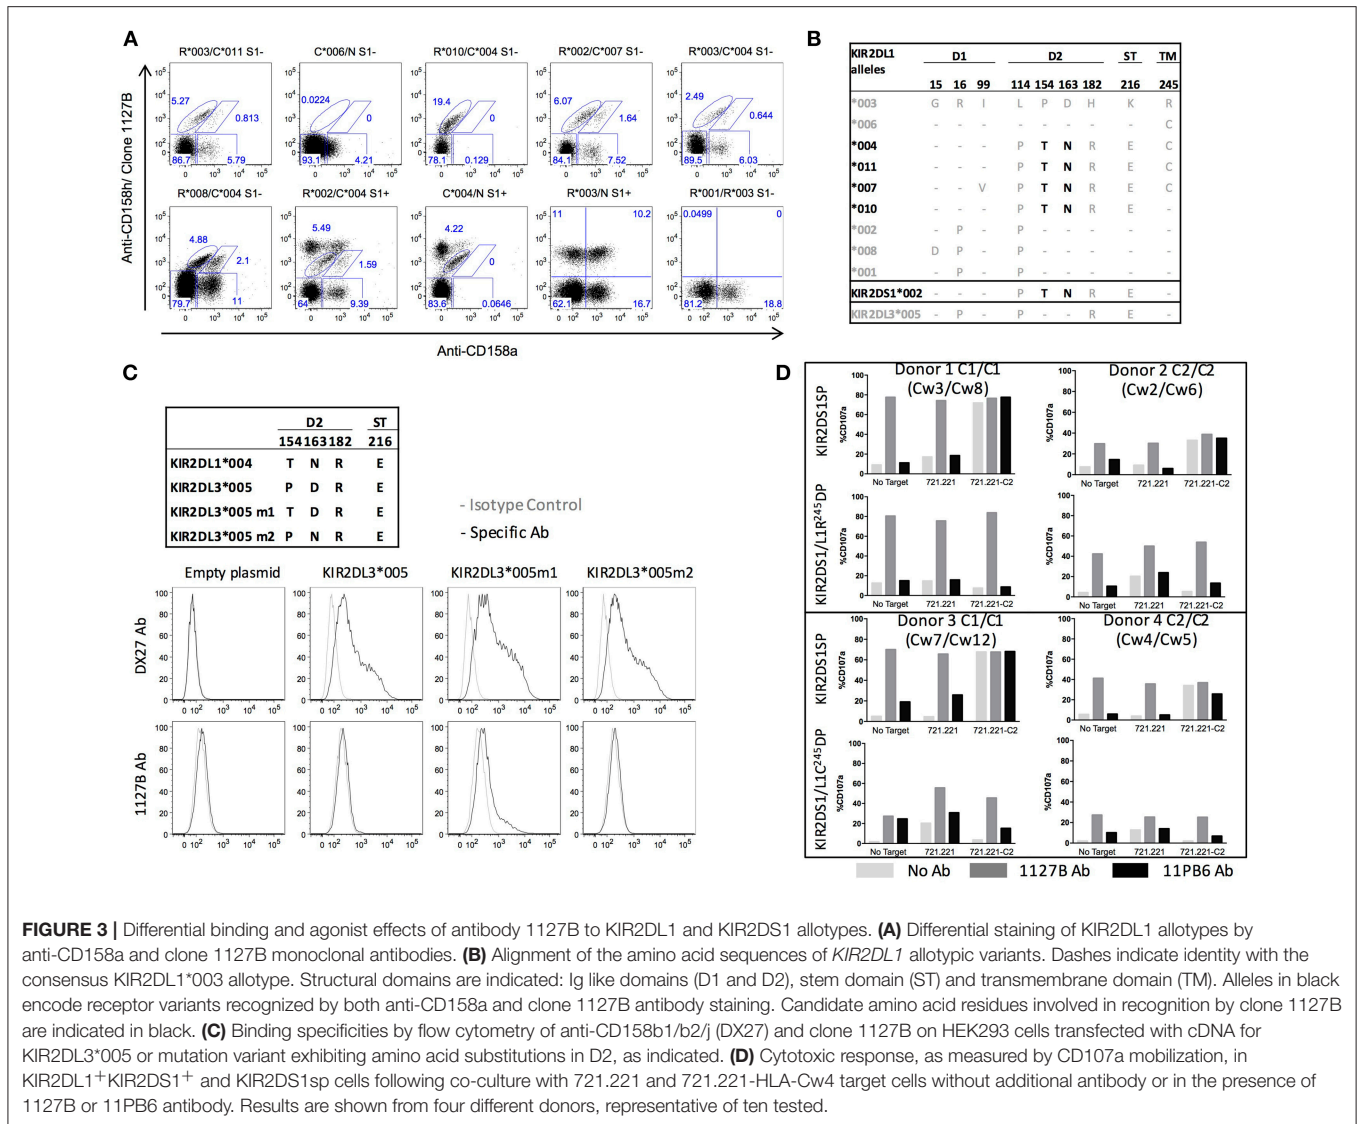 A
R*003/C*011 S1-
C*006/N S1-
R*010/C*004 S1-
R*002/C*007 S1-
R*003/C*004 S1-
5.27
0.813
86.7
5.79
0.0224
0
93.1
4.21
19.4
0
78.1
0.129
6.07
1.64
84.1
7.52
2.49
0.644
89.5
6.03
R*008/C*004 S1-
R*002/C*004 S1+
C*004/N S1+
R*003/N S1+
R*001/R*003 S1-
4.88
2.1
79.7
11
5.49
1.59
64
9.39
4.22
0
83.6
0.0646
11
10.2
62.1
16.7
0.0499
0
81.2
18.8
Anti-CD158h/ Clone 1127B
Anti-CD158a
B
KIR2DL1 alleles D1 D2 ST TM
15 16 99 114 154 163 182 216 245
*003 G R I L P D H K R
*006 - - - - - - - - C
*004 - - - P T N R E C
*011 - - - P T N R E C
*007 - - V P T N R E C
*010 - - - P T N R E -
*002 - P - P - - - - -
*008 D P - P - - - - -
*001 - P - P - - - - -
KIR2DS1*002 - - - P T N R E -
KIR2DL3*005 - P - P - - R E -
C
D2 ST
154 163 182 216
KIR2DL1*004 T N R E
KIR2DL3*005 P D R E
KIR2DL3*005 m1 T D R E
KIR2DL3*005 m2 P N R E
- Isotype Control
- Specific Ab
Empty plasmid
KIR2DL3*005
KIR2DL3*005m1
KIR2DL3*005m2
DX27 Ab
1127B Ab
D
Donor 1 C1/C1
(Cw3/Cw8)
Donor 2 C2/C2
(Cw2/Cw6)
KIR2DS1SP
%CD107a
No Target 721.221 721.221-C2
KIR2DS1/L1R245DP
Donor 3 C1/C1
(Cw7/Cw12)
Donor 4 C2/C2
(Cw4/Cw5)
KIR2DS1SP
KIR2DS1/L1C245DP
No Ab 1127B Ab 11PB6 Ab
FIGURE 3 | Differential binding and agonist effects of antibody 1127B to KIR2DL1 and KIR2DS1 allotypes. (A) Differential staining of KIR2DL1 allotypes by
anti-CD158a and clone 1127B monoclonal antibodies. (B) Alignment of the amino acid sequences of KIR2DL1 allotypic variants. Dashes indicate identity with the
consensus KIR2DL1*003 allotype. Structural domains are indicated: Ig like domains (D1 and D2), stem domain (ST) and transmembrane domain (TM). Alleles in black
encode receptor variants recognized by both anti-CD158a and clone 1127B antibody staining. Candidate amino acid residues involved in recognition by clone 1127B
are indicated in black. (C) Binding specificities by flow cytometry of anti-CD158b1/b2/j (DX27) and clone 1127B on HEK293 cells transfected with cDNA for
KIR2DL3*005 or mutation variant exhibiting amino acid substitutions in D2, as indicated. (D) Cytotoxic response, as measured by CD107a mobilization, in
KIR2DL1+KIR2DS1+ and KIR2DS1sp cells following co-culture with 721.221 and 721.221-HLA-Cw4 target cells without additional antibody or in the presence of
1127B or 11PB6 antibody. Results are shown from four different donors, representative of ten tested.